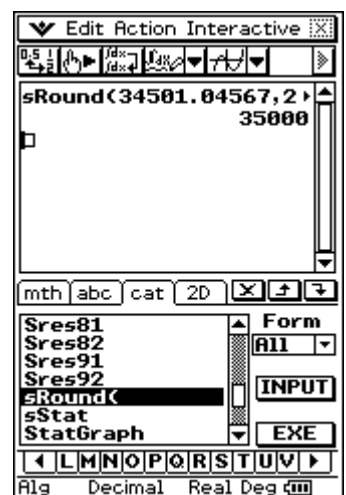 Edit Action Interactive
sRound(34501.04567,2
35000
mth abc cat 2D
Sres81
Sres82
Sres91
Sres92
sRound(
sStat
StatGraph
Form
All
INPUT
EXE
L M N O P Q R S T U V
Alg Decimal Real Deg